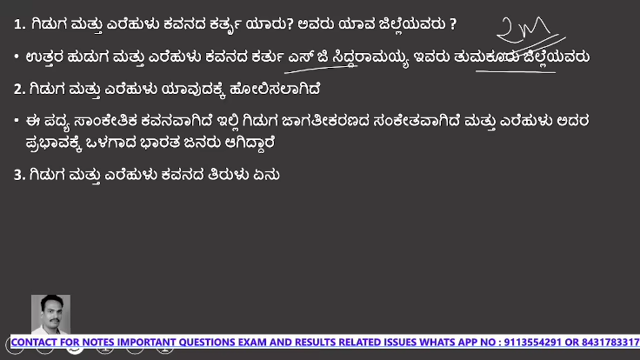 1. ಗಿಡುಗ ಮತ್ತು ಎರೆಹುಳು ಕವನದ ಕರ್ತೃ ಯಾರು? ಅವರು ಯಾವ ಜಿಲ್ಲೆಯವರು ?
2M
• ಉತ್ತರ ಹುಡುಗ ಮತ್ತು ಎರೆಹುಳು ಕವನದ ಕರ್ತು ಎಸ್ ಜಿ ಸಿದ್ದರಾಮಯ್ಯ ಇವರು ತುಮಕೂರು ಜಿಲ್ಲೆಯವರು
2. ಗಿಡುಗ ಮತ್ತು ಎರೆಹುಳು ಯಾವುದಕ್ಕೆ ಹೋಲಿಸಲಾಗಿದೆ
• ಈ ಪದ್ಯ ಸಾಂಕೇತಿಕ ಕವನವಾಗಿದೆ ಇಲ್ಲಿ ಗಿಡುಗ ಜಾಗತೀಕರಣದ ಸಂಕೇತವಾಗಿದೆ ಮತ್ತು ಎರೆಹುಳು ಅದರ
ಪ್ರಭಾವಕ್ಕೆ ಒಳಗಾದ ಭಾರತ ಜನರು ಆಗಿದ್ದಾರೆ
3. ಗಿಡುಗ ಮತ್ತು ಎರೆಹುಳು ಕವನದ ತಿರುಳು ಏನು
CONTACT FOR NOTES IMPORTANT QUESTIONS EXAM AND RESULTS RELATED ISSUES WHATS APP NO : 9113554291 OR 8431783317